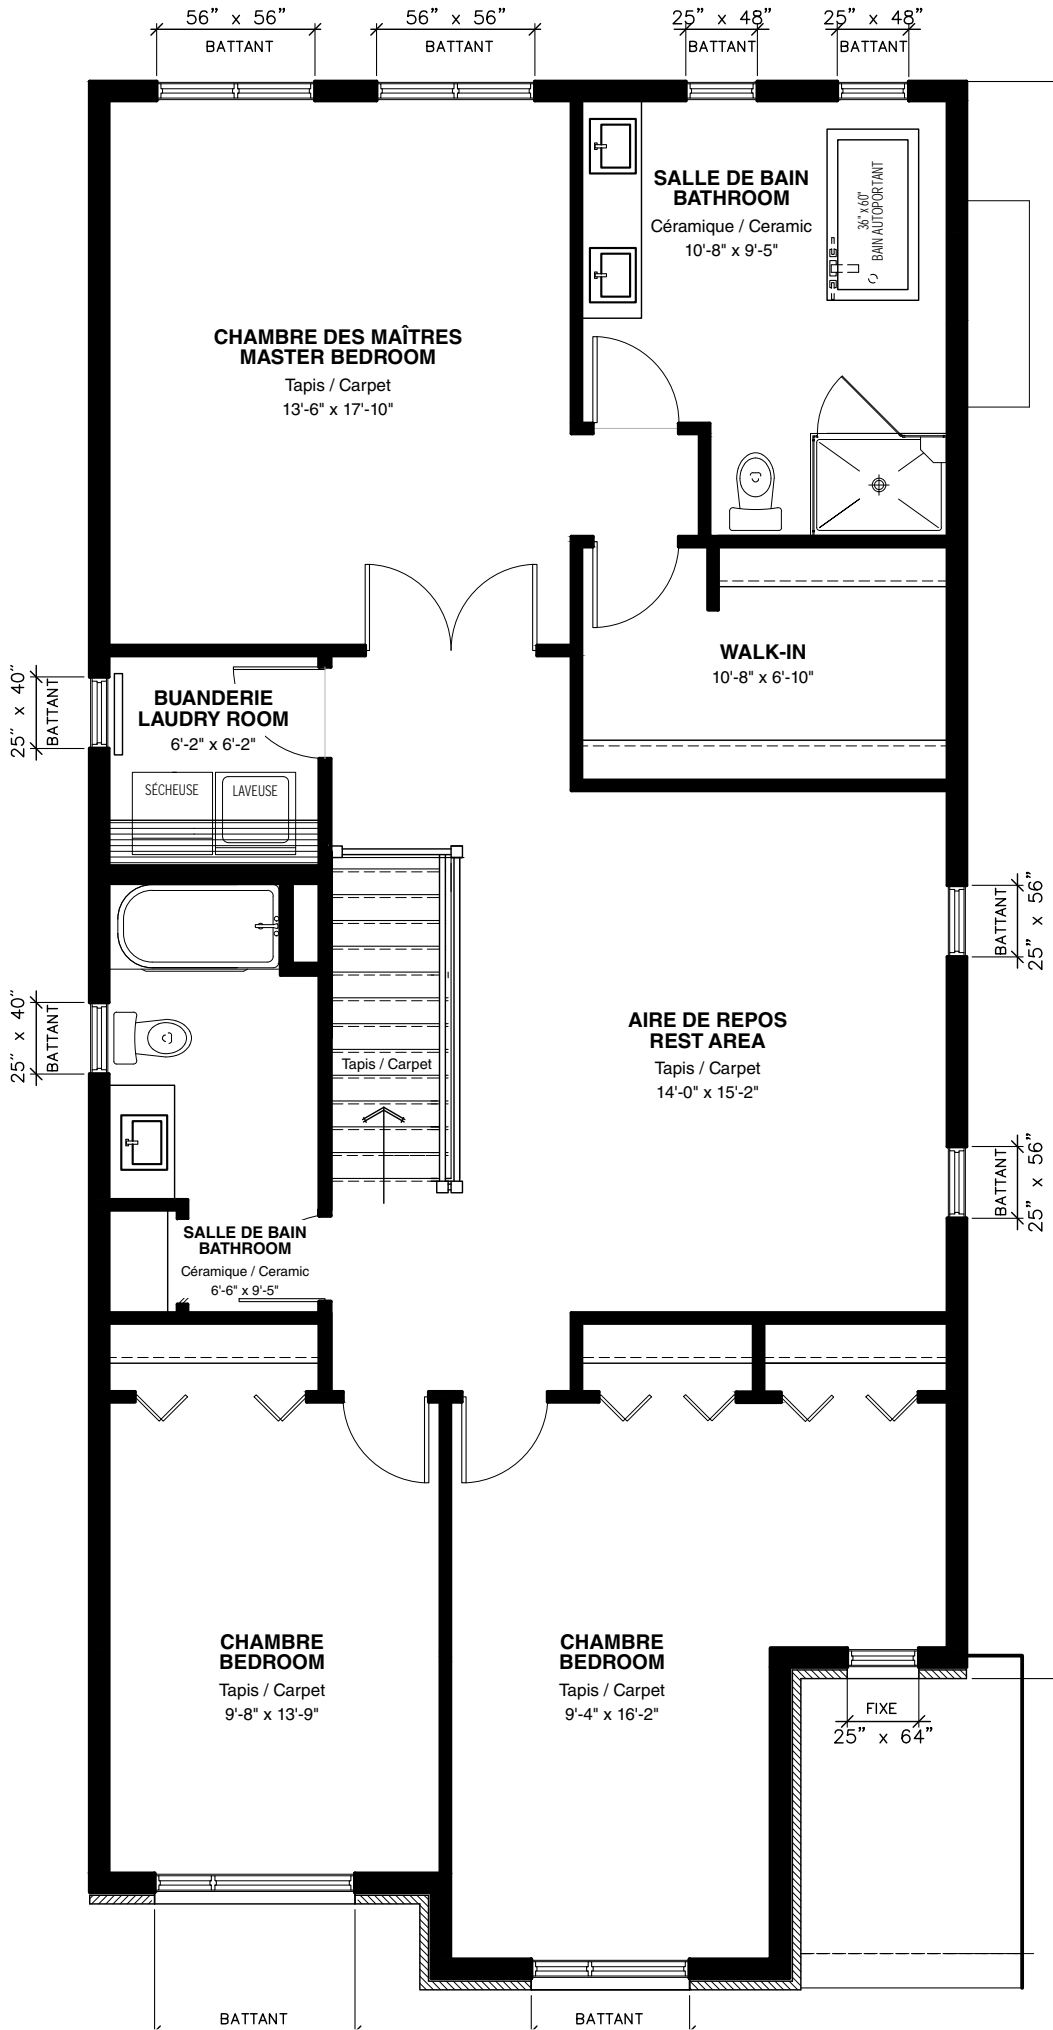 56” x 56”
56” x 56”
25” x 48”
25” x 48”
BATTANT
BATTANT
BATTANT
BATTANT
SALLE DE BAIN
BATHROOM
Céramique / Ceramic
10'-8" x 9'-5"
36" x 60"
BAIN AUTOPORTANT
CHAMBRE DES MAÎTRES
MASTER BEDROOM
Tapis / Carpet
13'-6" x 17'-10"
WALK-IN
10'-8" x 6'-10"
25” x 40”
BATTANT
BUANDERIE
LAUDRY ROOM
6'-2" x 6'-2"
SÉCHEUSE
LAVEUSE
BATTANT
25” x 56”
25” x 40”
BATTANT
Tapis / Carpet
AIRE DE REPOS
REST AREA
Tapis / Carpet
14'-0" x 15'-2"
BATTANT
25” x 56”
SALLE DE BAIN
BATHROOM
Céramique / Ceramic
6'-6" x 9'-5"
CHAMBRE
BEDROOM
Tapis / Carpet
9'-8" x 13'-9"
CHAMBRE
BEDROOM
Tapis / Carpet
9'-4" x 16'-2"
FIXE
25” x 64”
BATTANT
BATTANT